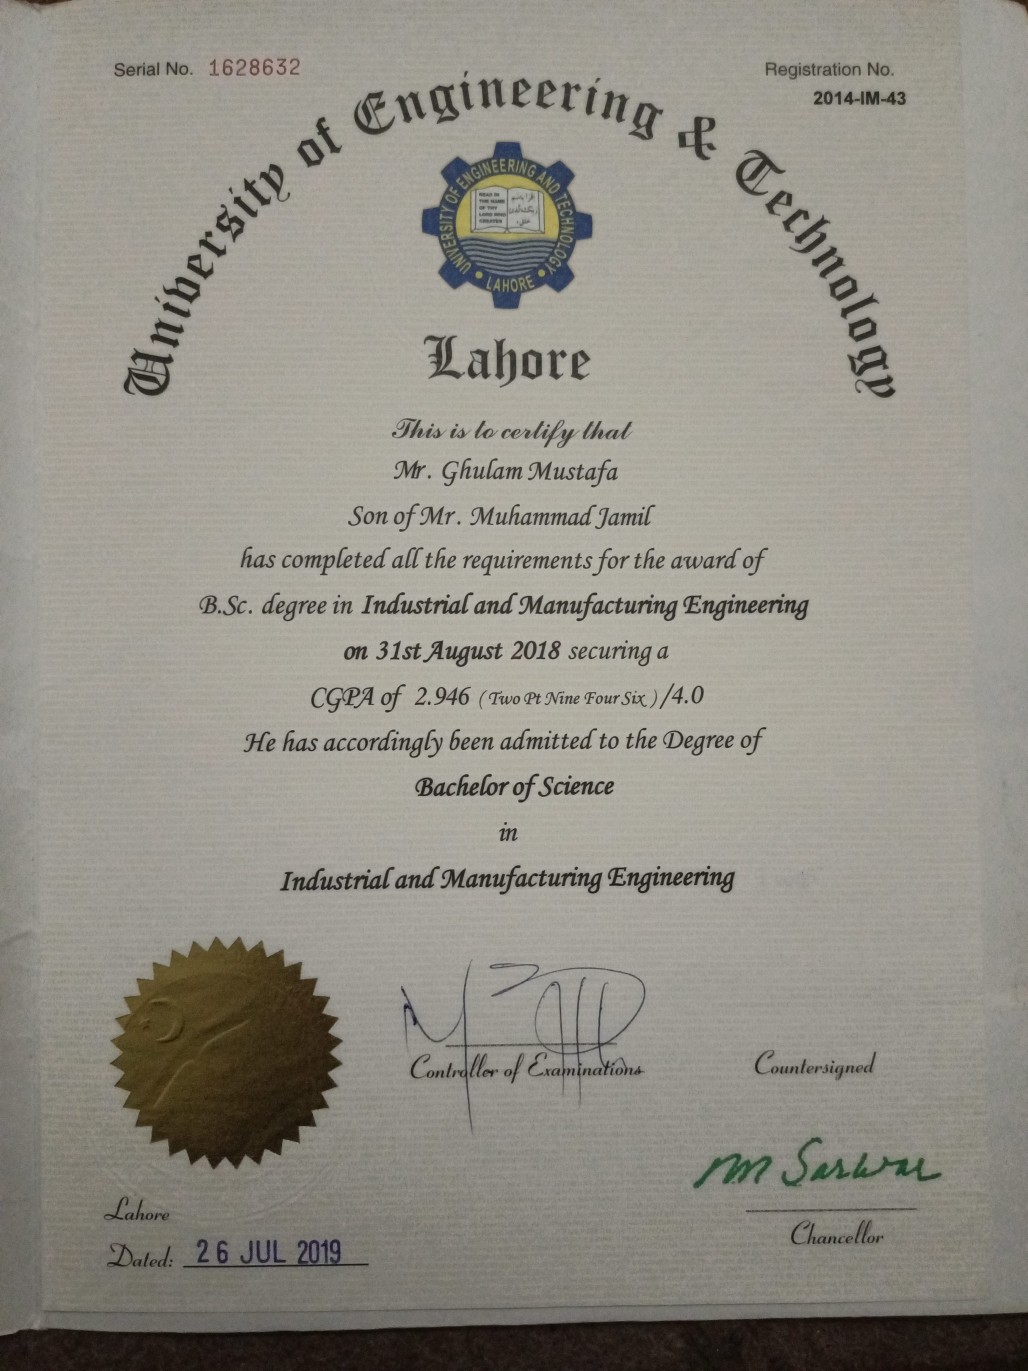 Serial No. 1628632
Registration No.
2014-IM-43
University of Engineering & Technology
UNIVERSITY OF ENGINEERING AND TECHNOLOGY
LAHORE
READ IN
THE NAME
OF THY
LORD WHO
CREATES
Lahore
This is to certify that
Mr. Ghulam Mustafa
Son of Mr. Muhammad Jamil
has completed all the requirements for the award of
B.Sc. degree in Industrial and Manufacturing Engineering
on 31st August 2018 securing a
CGPA of 2.946 (Two Pt Nine Four Six)/4.0
He has accordingly been admitted to the Degree of
Bachelor of Science
in
Industrial and Manufacturing Engineering
Controller of Examinations
Countersigned
M Sarwar
Chancellor
Lahore
Dated: 26 JUL 2019